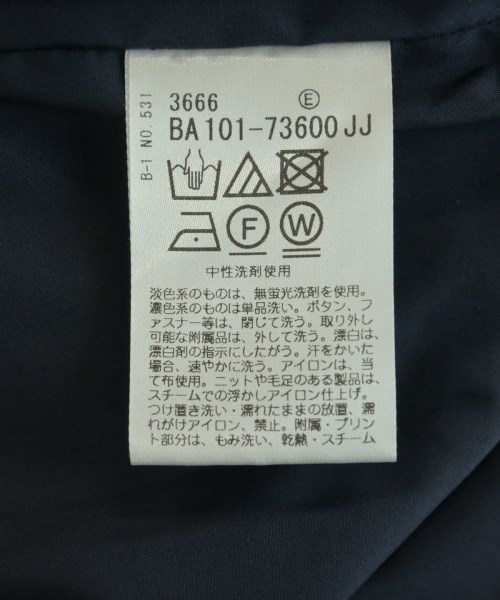 3666 E
BA101-73600JJ
B-1 NO.531
F W
中性洗剤使用
淡色系のものは、無蛍光洗剤を使用。
濃色系のものは単品洗い。ボタン、フ
ァスナー等は、閉じて洗う。取り外し
可能な附属品は、外して洗う。漂白は、
漂白剤の指示にしたがう。汗をかいた
場合、速やかに洗う。アイロンは、当
て布使用。ニットや毛足のある製品は、
スチームでの浮かしアイロン仕上げ。
つけ置き洗い・濡れたままの放置、濡
れがけアイロン、禁止。附属・プリン
ト部分は、もみ洗い、乾熱・スチーム